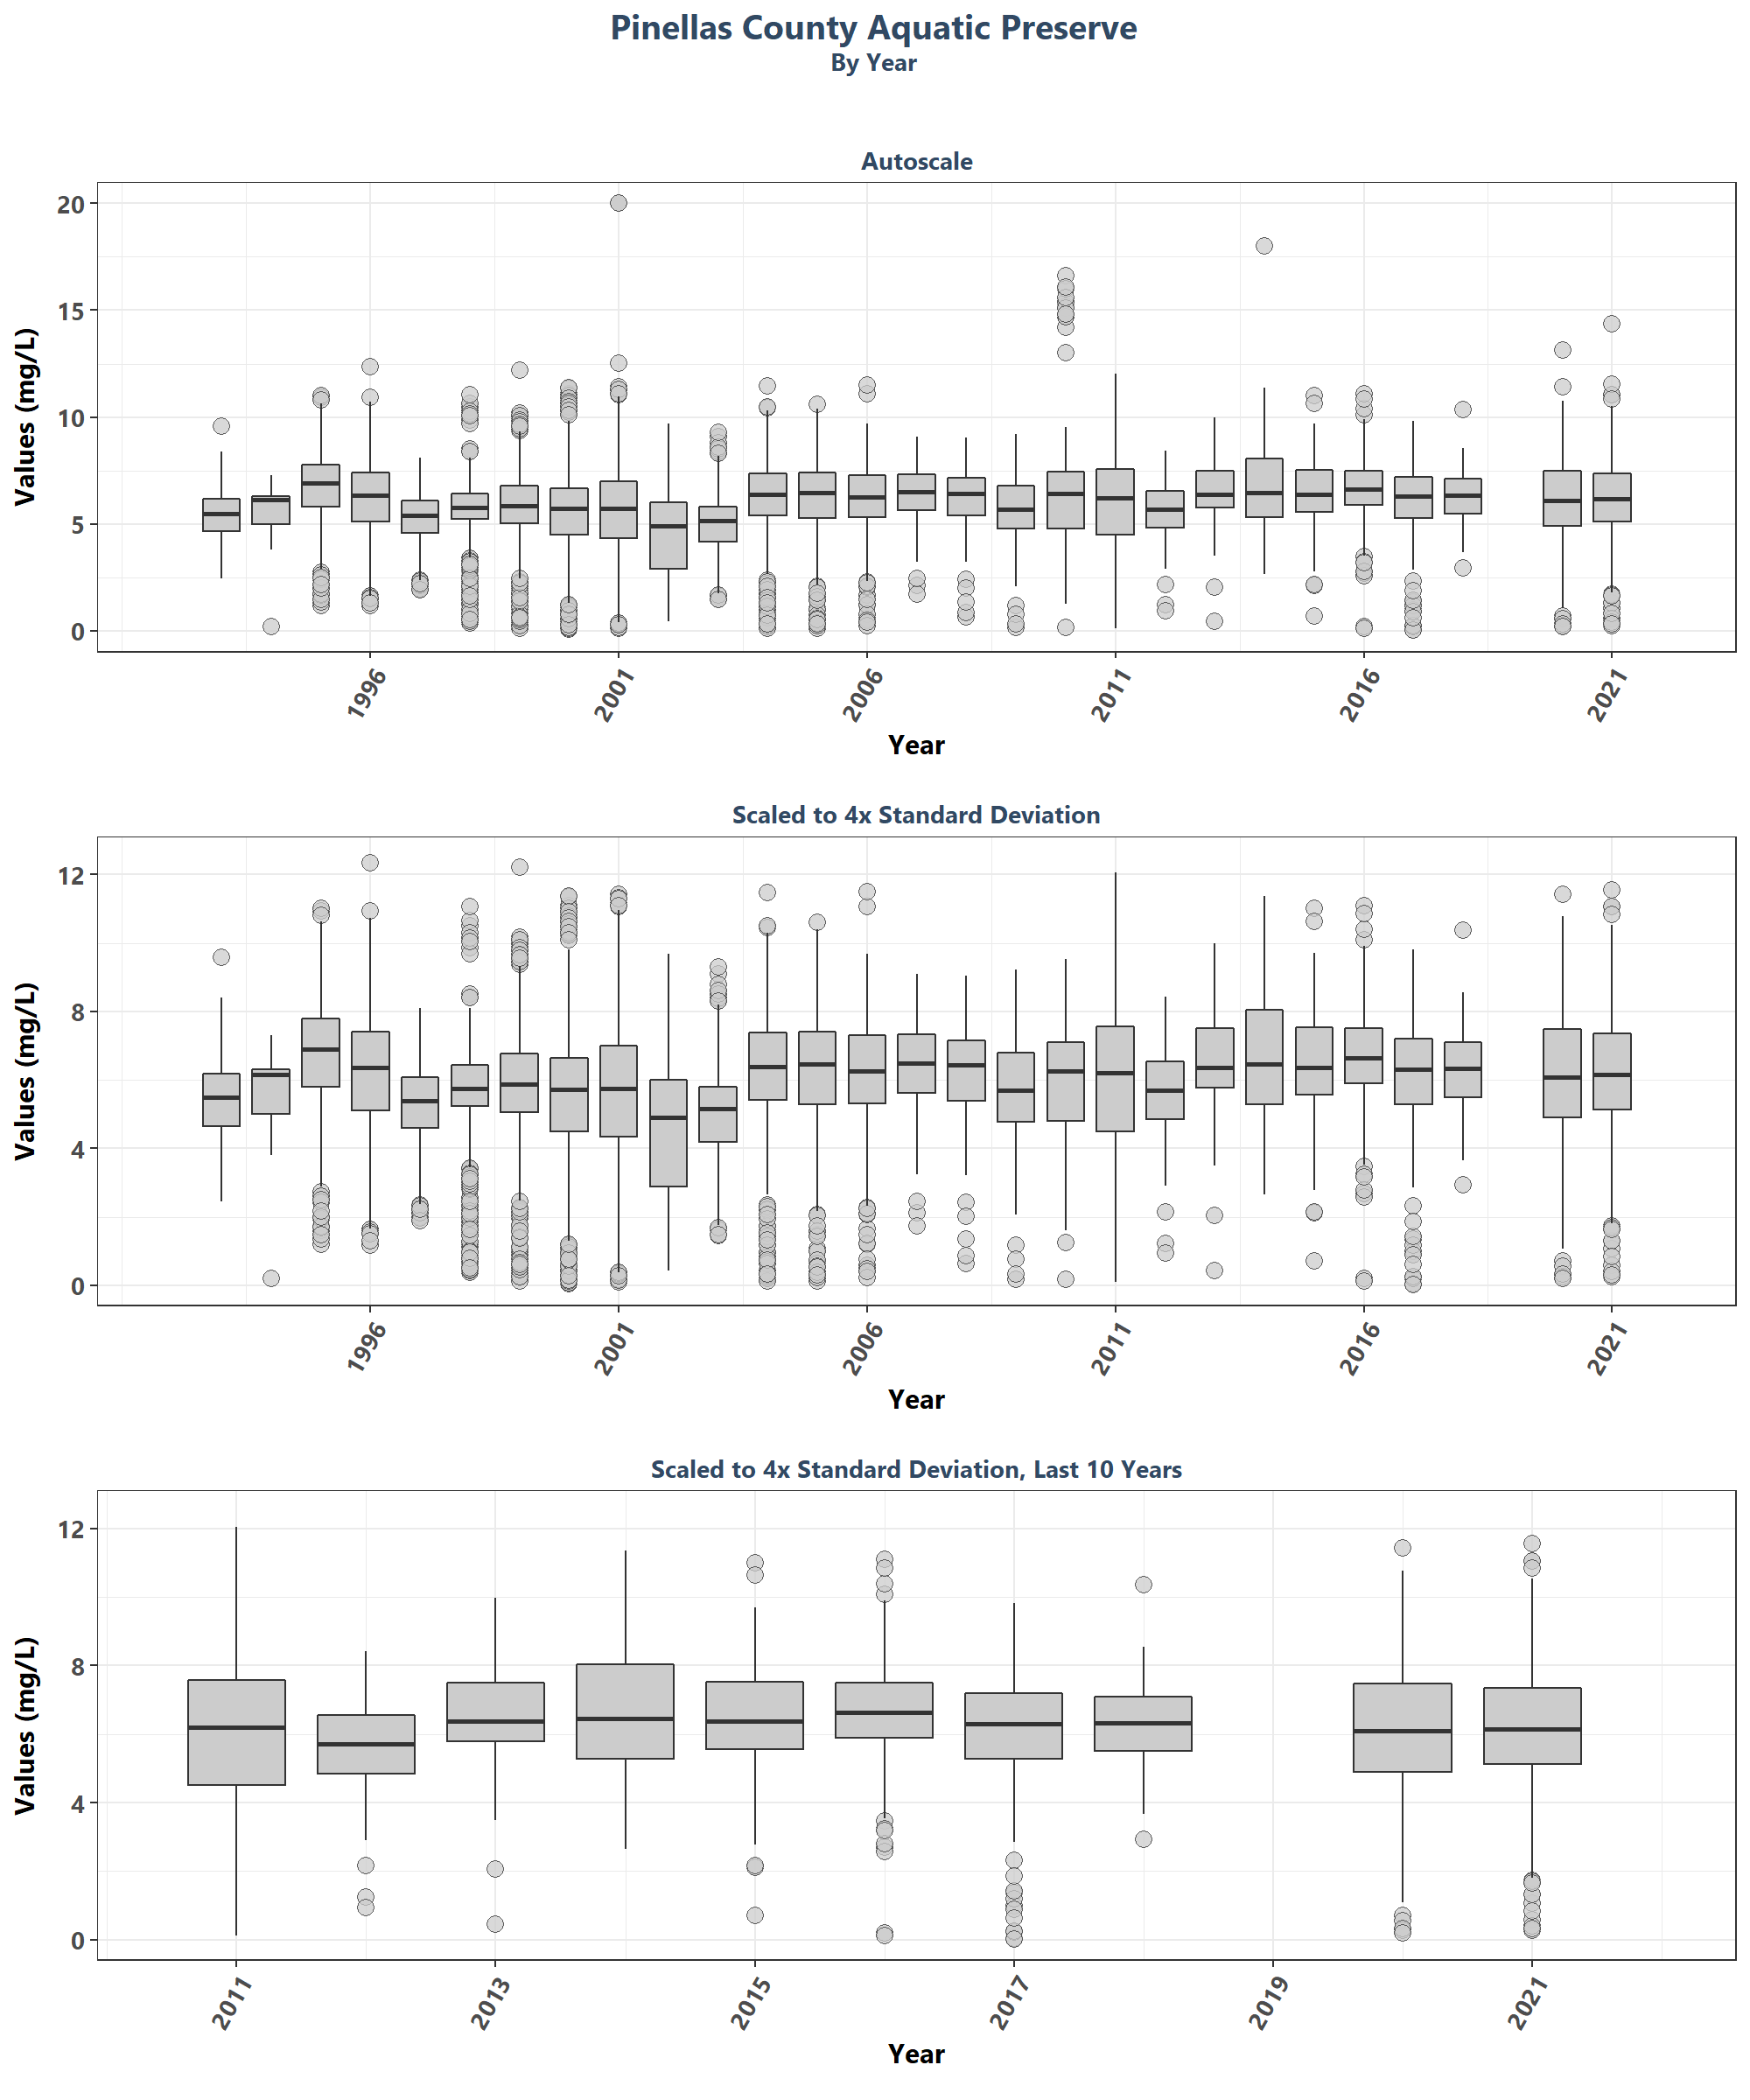 Pinellas County Aquatic Preserve
By Year
Autoscale
Values (mg/L)
20
15
10
5
0
1996
2001
2006
2011
2016
2021
Year
Scaled to 4x Standard Deviation
Values (mg/L)
12
8
4
0
1996
2001
2006
2011
2016
2021
Year
Scaled to 4x Standard Deviation, Last 10 Years
Values (mg/L)
12
8
4
0
2011
2013
2015
2017
2019
2021
Year